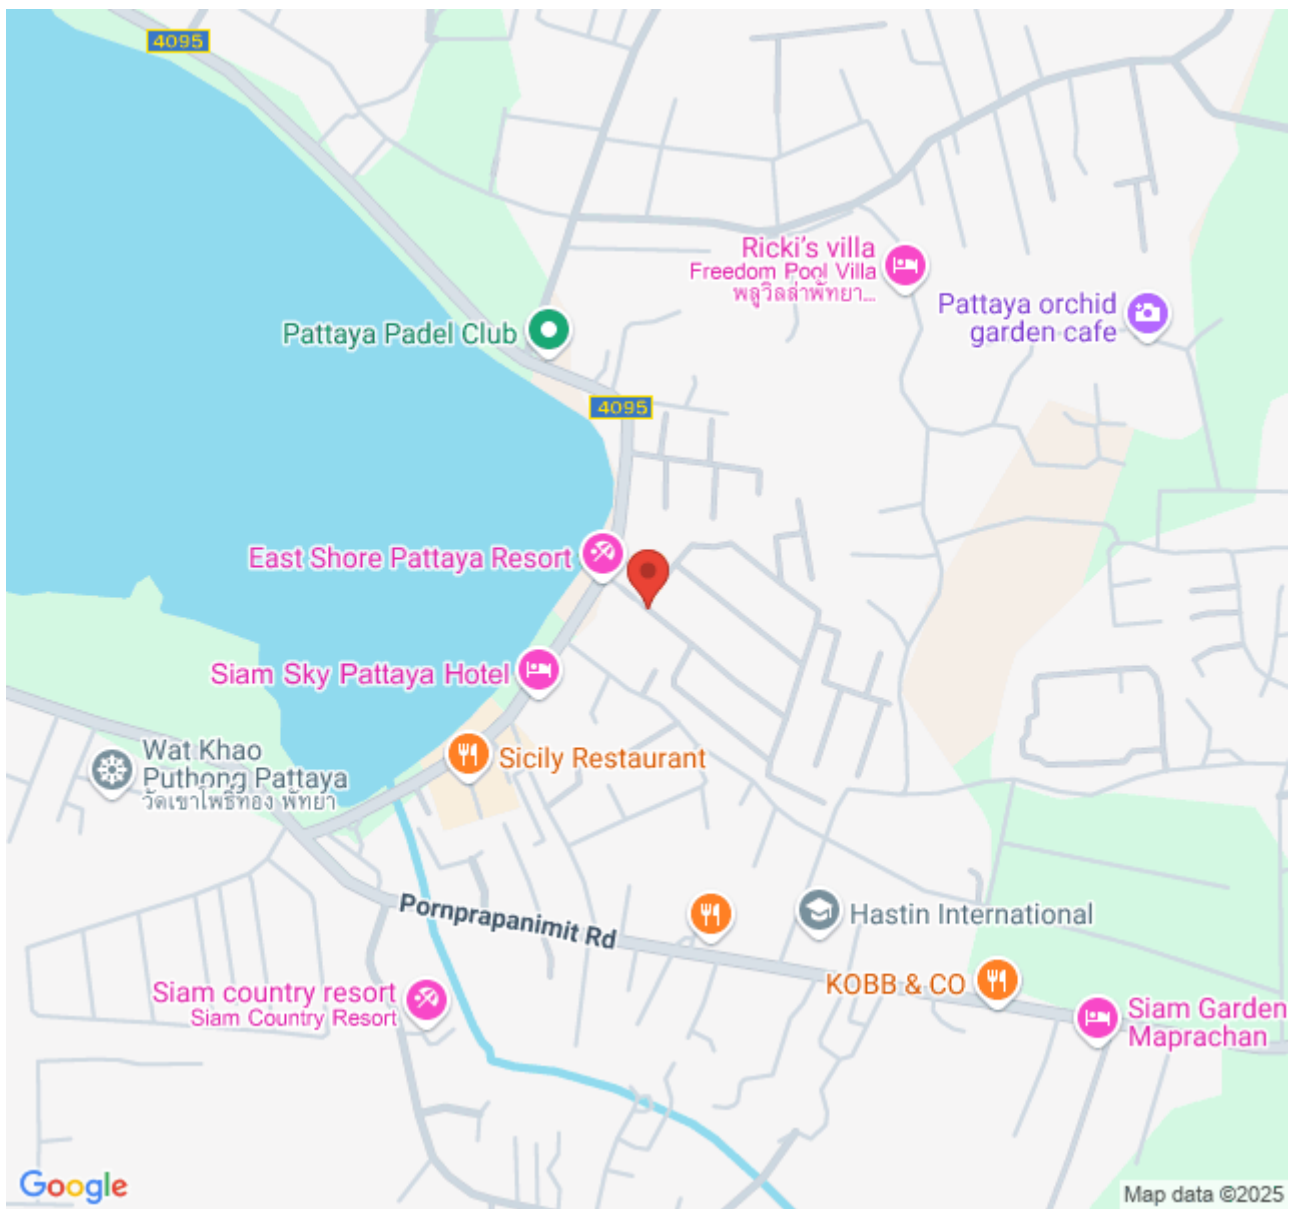 4095
Ricki's villa
Freedom Pool Villa
พลูวิลล่าพัทยา...
Pattaya orchid
garden cafe
Pattaya Padel Club
4095
East Shore Pattaya Resort
Siam Sky Pattaya Hotel
Wat Khao
Puthong Pattaya
วัดเขาโพธิ์ทอง พัทยา
Sicily Restaurant
Pornprapanimit Rd
Hastin International
KOBB & CO
Siam country resort
Siam Country Resort
Siam Garden
Maprachan
Google
Map data ©2025